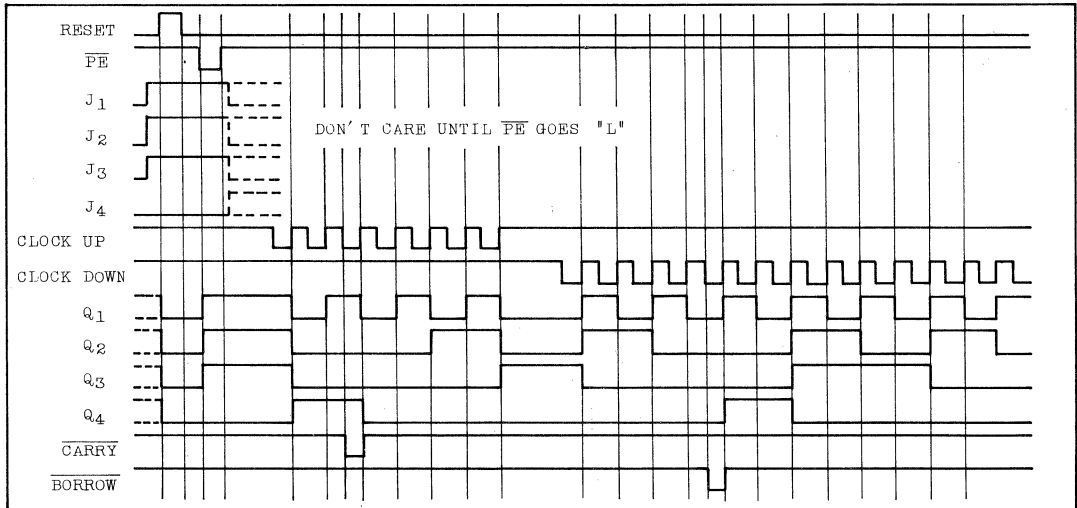 RESET
PE
J1
J2
J3
J4
DON'T CARE UNTIL PE GOES "L"
CLOCK UP
CLOCK DOWN
Q1
Q2
Q3
Q4
CARRY
BORROW